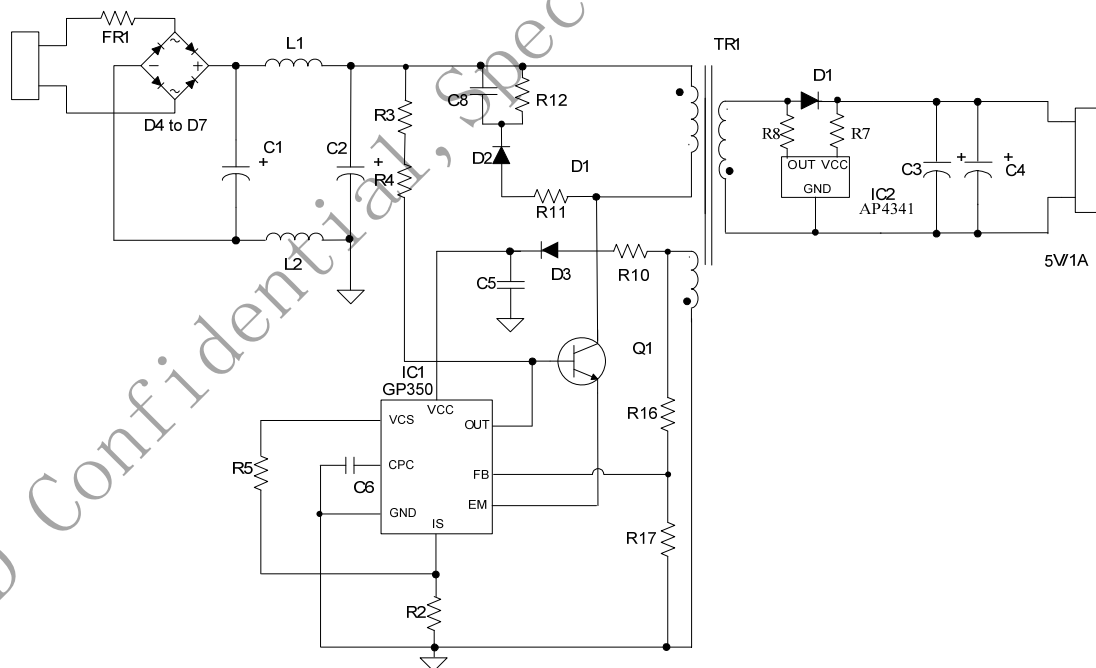 FR1
D4 to D7
~
~
−
+
L1
C1
+
C2
+
L2
R3
R4
C8
R12
D2
R11
D1
TR1
D1
R8
R7
OUT VCC
GND
IC2
AP4341
C3
+
C4
+
5V/1A
C5
D3
R10
Q1
IC1
GP350
VCC
VCS
OUT
CPC
FB
GND
EM
IS
R5
C6
R16
R17
R2
Confidential, Spec